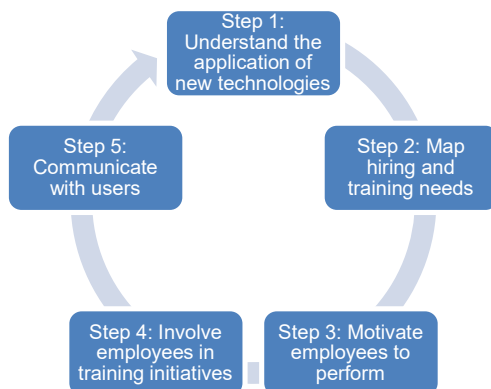 Step 1:
Understand the
application of
new technologies
Step 2: Map
hiring and
training needs
Step 3: Motivate
employees to
perform
Step 4: Involve
employees in
training initiatives
Step 5:
Communicate
with users